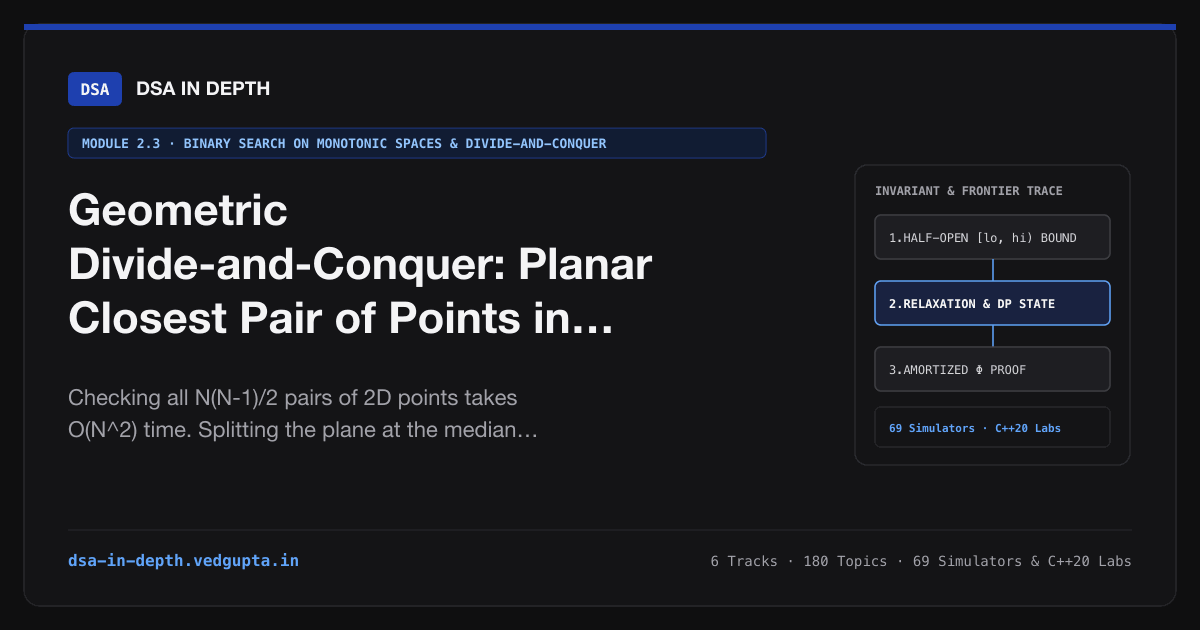 DSA
DSA IN DEPTH
MODULE 2.3 · BINARY SEARCH ON MONOTONIC SPACES & DIVIDE–AND–CONQUER
Geometric
Divide-and-Conquer: Planar
Closest Pair of Points in…
Checking all N(N-1)/2 pairs of 2D points takes
O(N^2) time. Splitting the plane at the median…
INVARIANT & FRONTIER TRACE
1.HALF–OPEN [lo, hi) BOUND
2.RELAXATION & DP STATE
3.AMORTIZED Φ PROOF
69 Simulators · C++20 Labs
dsa–in–depth.vedgupta.in
6 Tracks · 180 Topics · 69 Simulators & C++20 Labs